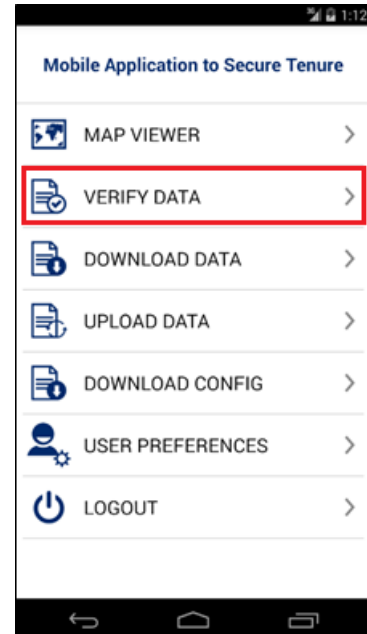 3G 1:12
Mobile Application to Secure Tenure
MAP VIEWER
VERIFY DATA
DOWNLOAD DATA
UPLOAD DATA
DOWNLOAD CONFIG
USER PREFERENCES
LOGOUT